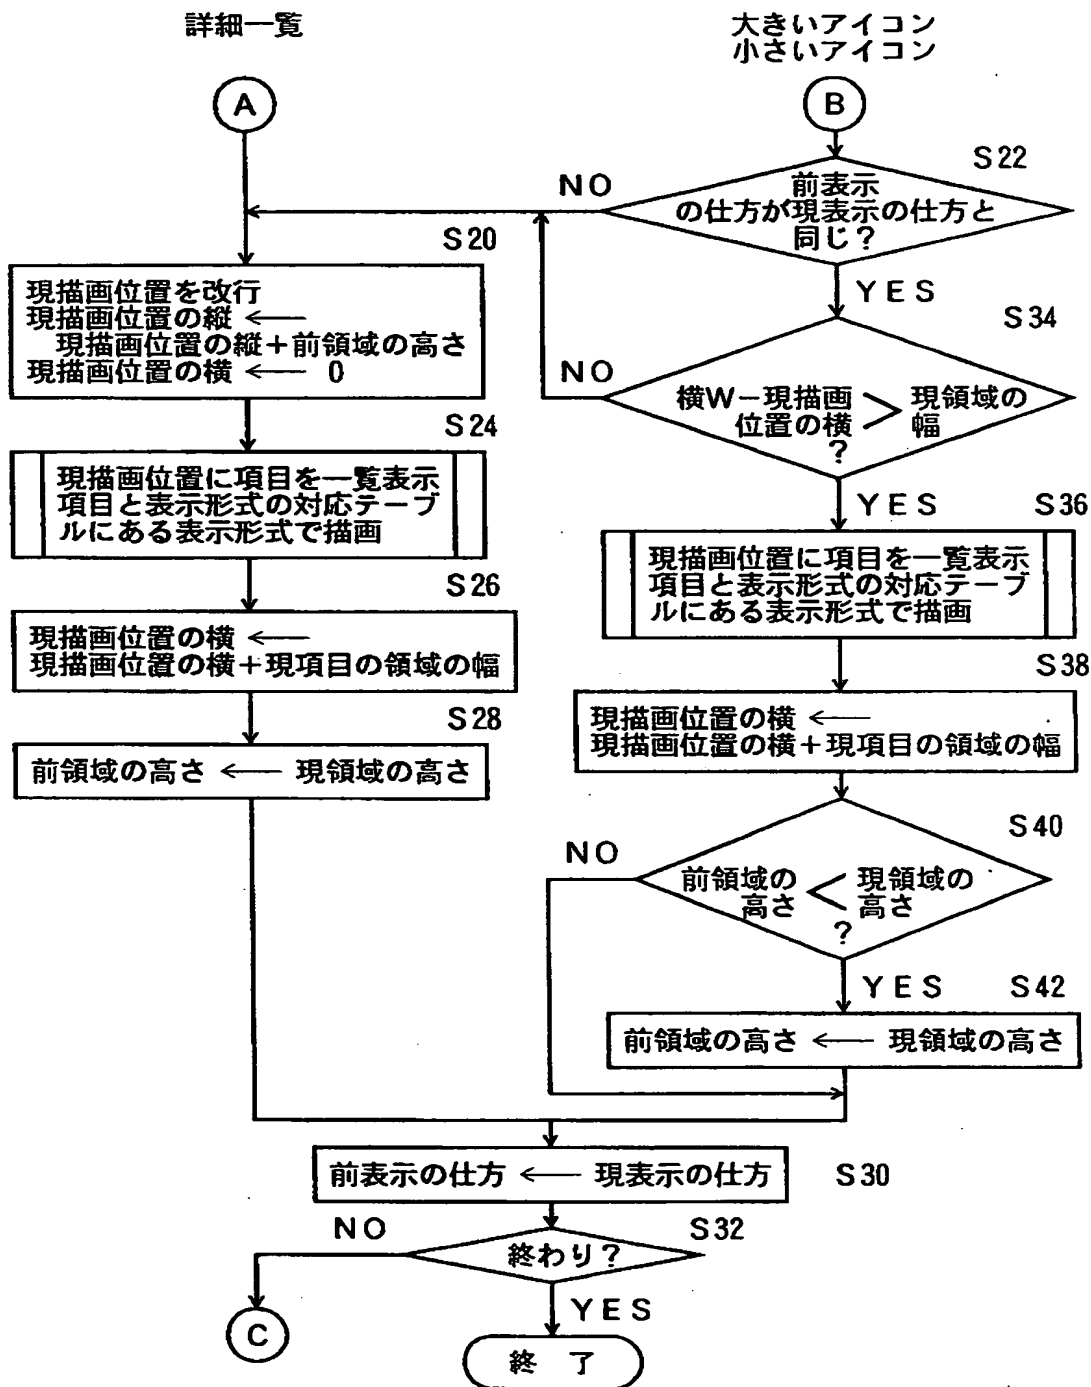 詳細一覧
大きいアイコン
小さいアイコン
A
B
S22
前表示
の仕方が現表示の仕方と
同じ?
NO
YES
S20
現描画位置を改行
現描画位置の縦 ←
現描画位置の縦+前領域の高さ
現描画位置の横 ← 0
S34
横W-現描画
位置の横
>
現領域の
幅
?
NO
YES
S24
現描画位置に項目を一覧表示
項目と表示形式の対応テーブ
ルにある表示形式で描画
S36
現描画位置に項目を一覧表示
項目と表示形式の対応テーブ
ルにある表示形式で描画
S26
現描画位置の横 ←
現描画位置の横+現項目の領域の幅
S38
現描画位置の横 ←
現描画位置の横+現項目の領域の幅
S28
前領域の高さ ← 現領域の高さ
S40
前領域の
高さ
<
現領域の
高さ
?
NO
YES
S42
前領域の高さ ← 現領域の高さ
前表示の仕方 ← 現表示の仕方
S30
S32
終わり?
NO
YES
C
終 了